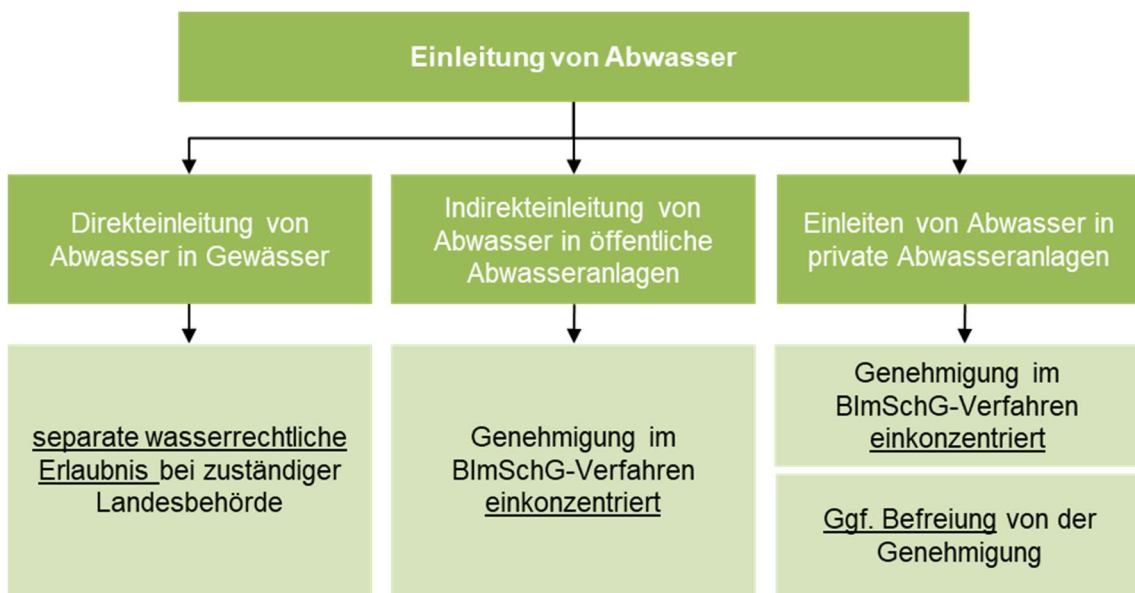 Einleitung von Abwasser
Direkteinleitung von
Abwasser in Gewässer
Indirekteinleitung von
Abwasser in öffentliche
Abwasseranlagen
Einleiten von Abwasser in
private Abwasseranlagen
separate wasserrechtliche
Erlaubnis bei zuständiger
Landesbehörde
Genehmigung im
BImSchG-Verfahren
einkonzentriert
Genehmigung im
BImSchG-Verfahren
einkonzentriert
Ggf. Befreiung von der
Genehmigung